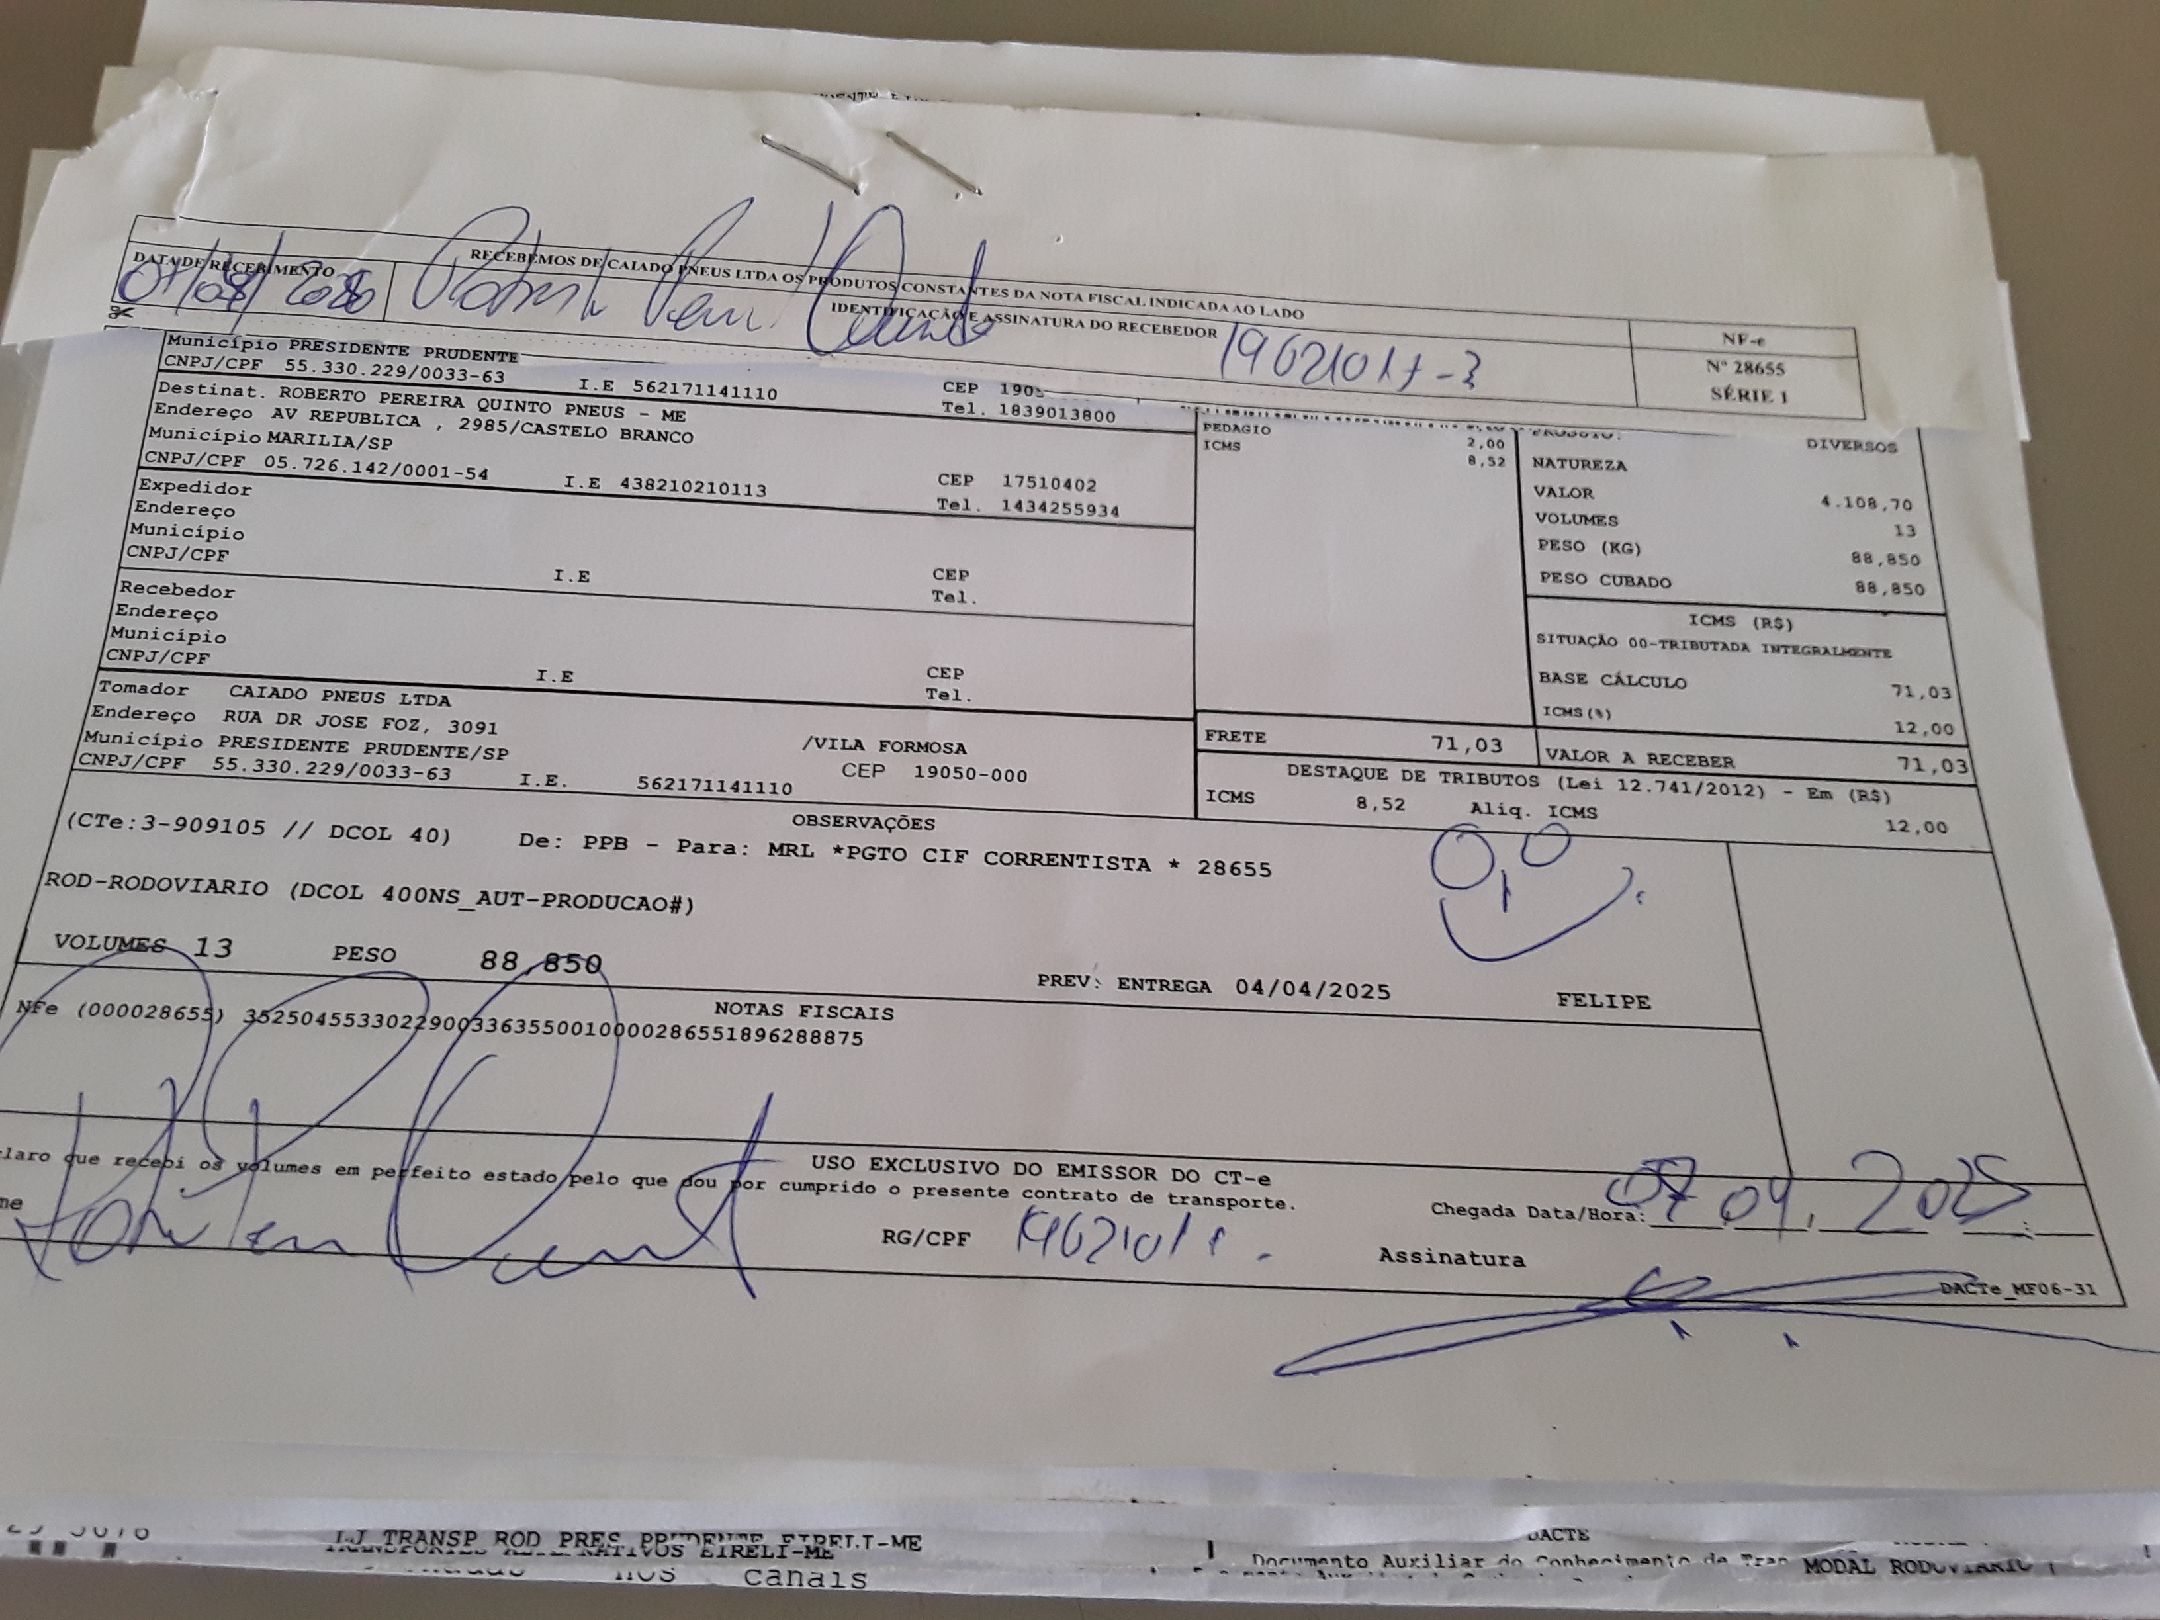 RECEBEMOS DE CAIADO PNEUS LTDA OS PRODUTOS CONSTANTES DA NOTA FISCAL INDICADA AO LADO
DATA DE RECEBIMENTO
IDENTIFICAÇÃO E ASSINATURA DO RECEBEDOR
NF-e
Nº 28655
SÉRIE 1
Município PRESIDENTE PRUDENTE
CNPJ/CPF 55.330.229/0033-63 I.E 562171141110 CEP
Tel. 1839013800
Destinat. ROBERTO PEREIRA QUINTO PNEUS - ME
Endereço AV REPUBLICA , 2985/CASTELO BRANCO
Município MARILIA/SP CEP 17510402
CNPJ/CPF 05.726.142/0001-54 I.E 438210210113 Tel. 1434255934
Expedidor
Endereço
Município CEP
CNPJ/CPF I.E Tel.
Recebedor
Endereço
Município CEP
CNPJ/CPF I.E Tel.
Tomador CAIADO PNEUS LTDA
Endereço RUA DR JOSE FOZ, 3091 /VILA FORMOSA
Município PRESIDENTE PRUDENTE/SP CEP 19050-000
CNPJ/CPF 55.330.229/0033-63 I.E. 562171141110
PEDAGIO 2,00
ICMS 8,52
DIVERSOS
NATUREZA
VALOR 4.108,70
VOLUMES 13
PESO (KG) 88,850
PESO CUBADO 88,850
ICMS (R$)
SITUAÇÃO 00-TRIBUTADA INTEGRALMENTE
BASE CÁLCULO 71,03
ICMS(%) 12,00
FRETE 71,03 VALOR A RECEBER 71,03
DESTAQUE DE TRIBUTOS (Lei 12.741/2012) - Em (R$)
ICMS 8,52 Aliq. ICMS 12,00
OBSERVAÇÕES
(CTe:3-909105 // DCOL 40) De: PPB - Para: MRL *PGTO CIF CORRENTISTA * 28655
ROD-RODOVIARIO (DCOL 400NS_AUT-PRODUCAO#)
VOLUMES 13 PESO 88,850 PREV: ENTREGA 04/04/2025 FELIPE
NOTAS FISCAIS
NFe (000028655) 35250455330229003363550010000286551896288875
USO EXCLUSIVO DO EMISSOR DO CT-e
que recebi os volumes em perfeito estado pelo que dou por cumprido o presente contrato de transporte.
Chegada Data/Hora: 07 04 2025
RG/CPF
Assinatura
DACTe_MF06-31
TRANSP ROD PRES PRUDENTE EIRELI-ME
EIRELI-ME
DACTE
Documento Auxiliar do Conhecimento de
MODAL RODOVIARIO
nos canais